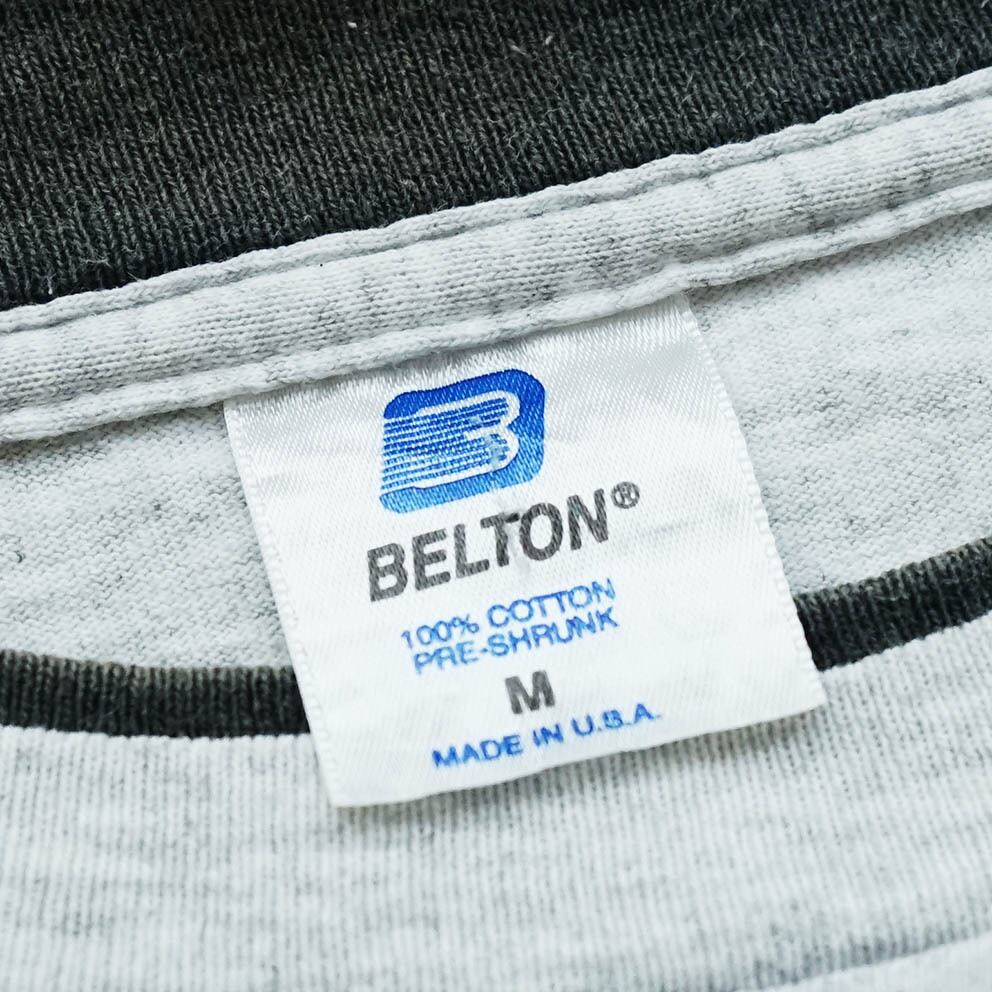 B
BELTON®
100% COTTON
PRE-SHRUNK
M
MADE IN U.S.A.